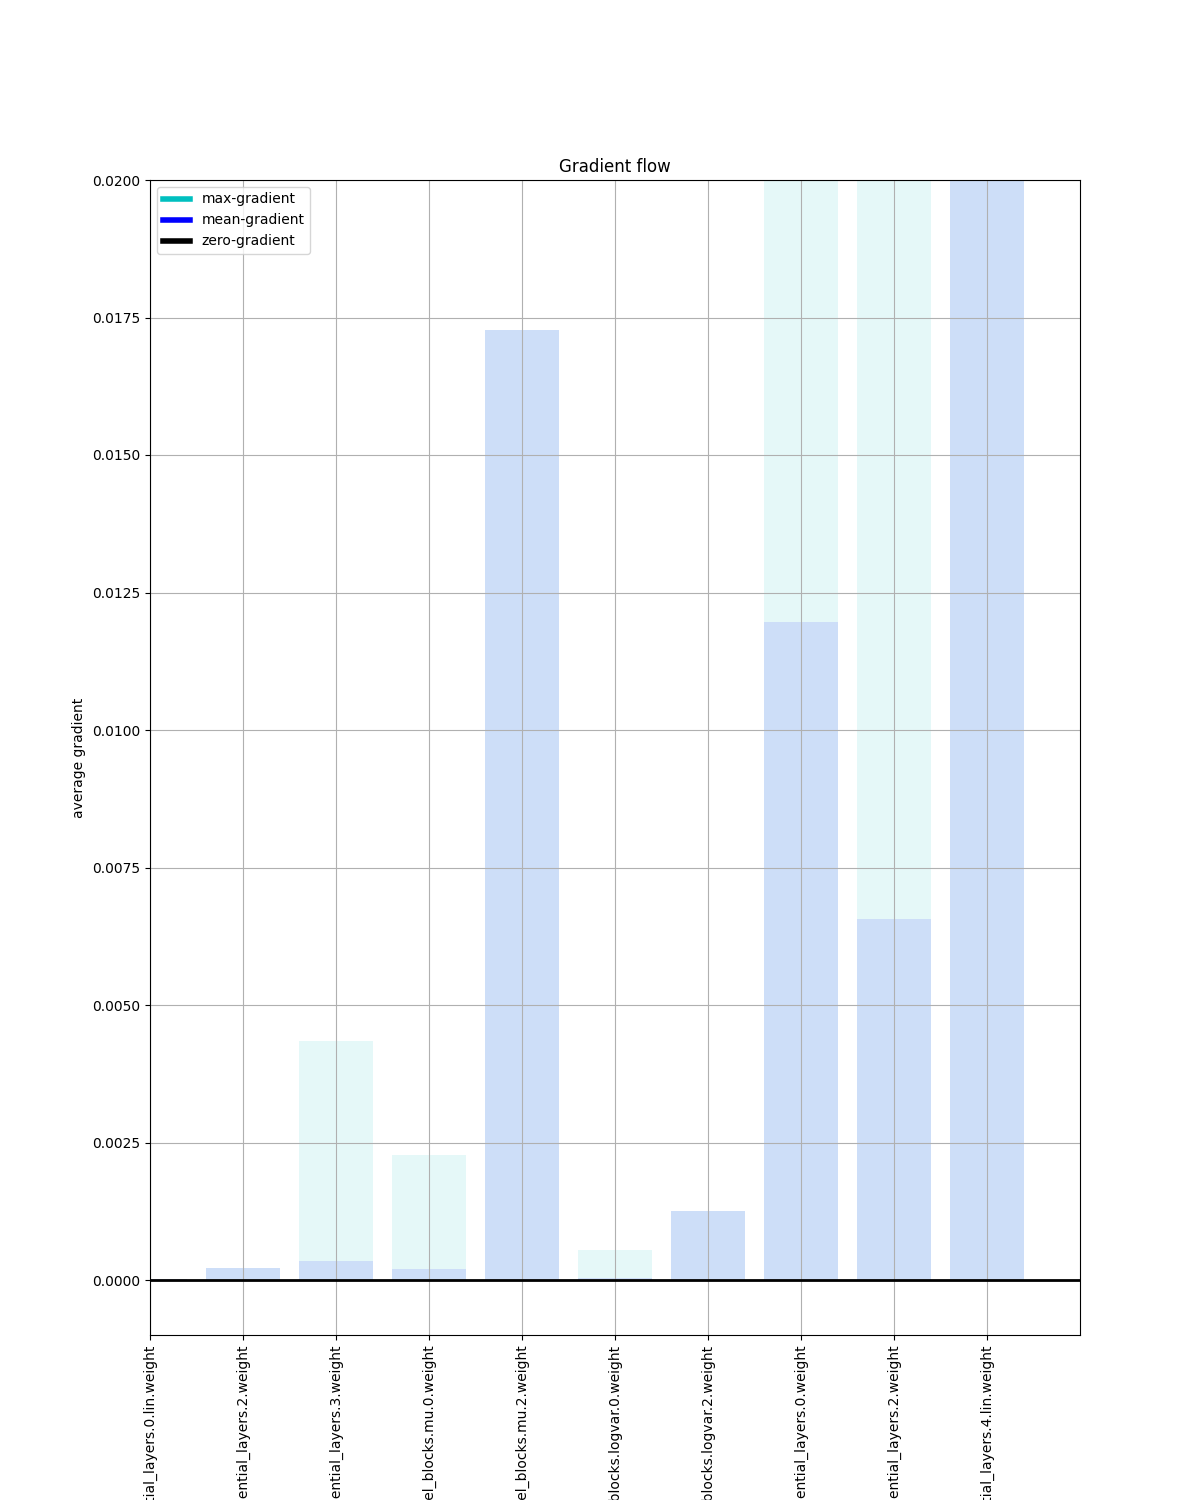 Gradient flow
max-gradient
mean-gradient
zero-gradient
average gradient
0.0200
0.0175
0.0150
0.0125
0.0100
0.0075
0.0050
0.0025
0.0000
tial_layers.0.lin.weight
ential_layers.2.weight
ential_layers.3.weight
el_blocks.mu.0.weight
el_blocks.mu.2.weight
blocks.logvar.0.weight
blocks.logvar.2.weight
ential_layers.0.weight
ential_layers.2.weight
tial_layers.4.lin.weight